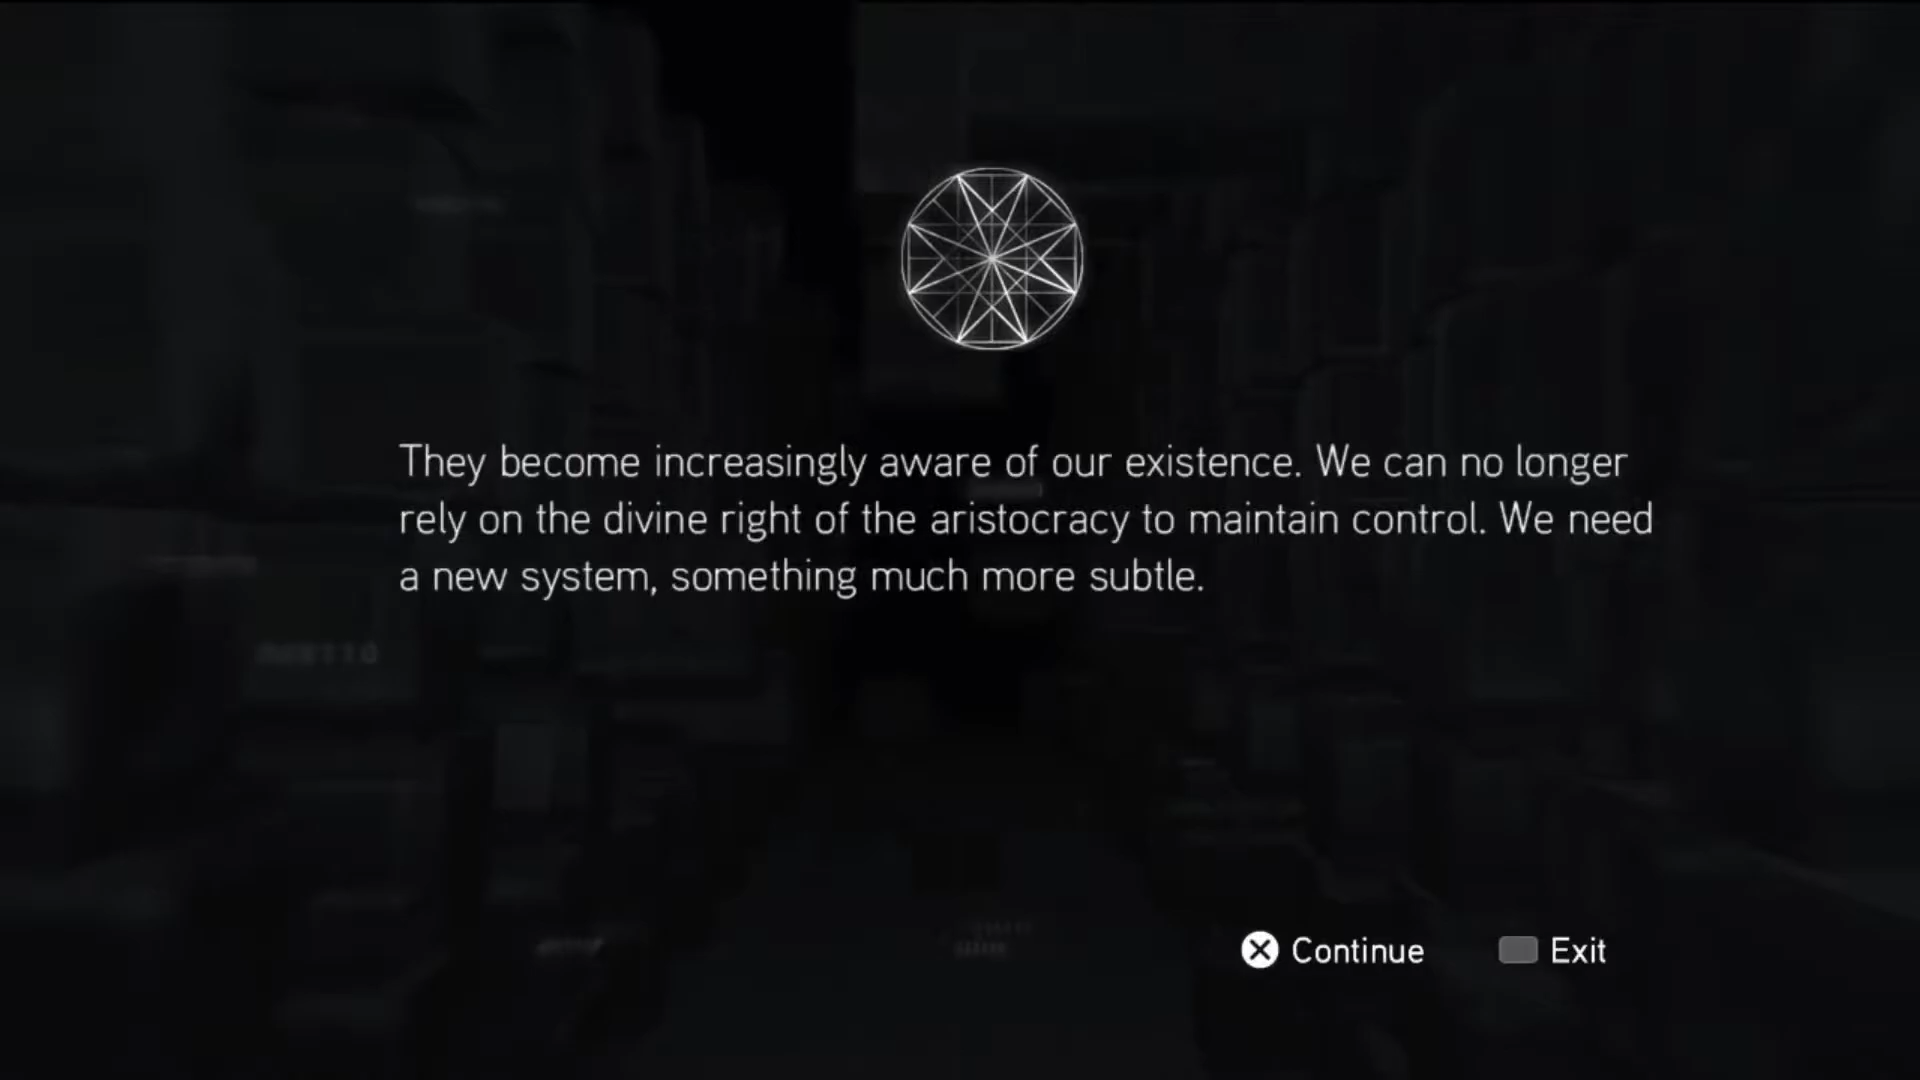 They become increasingly aware of our existence. We can no longer
rely on the divine right of the aristocracy to maintain control. We need
a new system, something much more subtle.
Continue
Exit